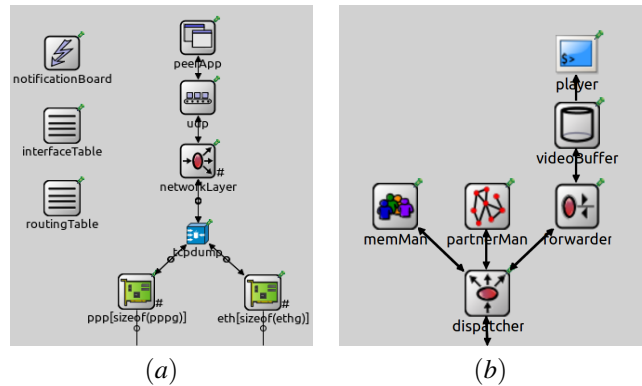 notificationBoard
interfaceTable
routingTable
peerApp
udp
#
networkLayer
tcpdump
#
ppp[sizeof(pppg)]
#
eth[sizeof(ethg)]
(a)
$>
player
videoBuffer
memMan
partnerMan
forwarder
dispatcher
(b)